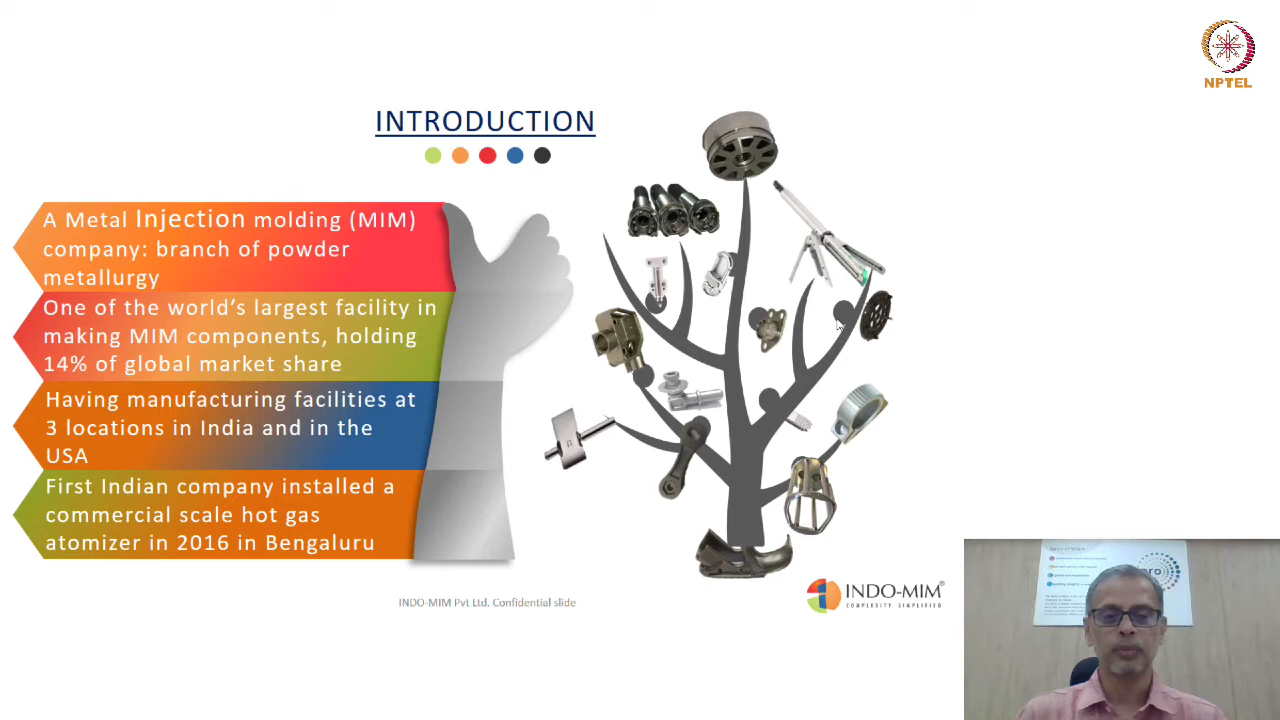 NPTEL
INTRODUCTION
A Metal Injection molding (MIM)
company: branch of powder
metallurgy
One of the world's largest facility in
making MIM components, holding
14% of global market share
Having manufacturing facilities at
3 locations in India and in the
USA
First Indian company installed a
commercial scale hot gas
atomizer in 2016 in Bengaluru
INDO-MIM Pvt Ltd. Confidential slide
INDO-MIM®
COMPLEXITY SIMPLIFIED